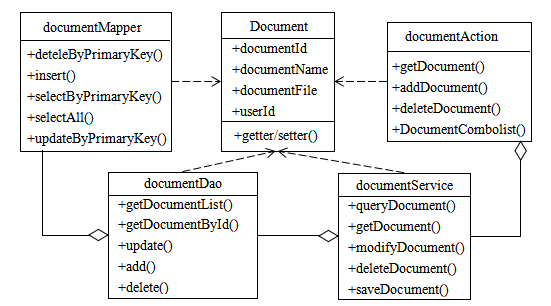 documentMapper
+deteleByPrimaryKey()
+insert()
+selectByPrimaryKey()
+selectAll()
+updateByPrimaryKey()
Document
+documentId
+documentName
+documentFile
+userId
+getter/setter()
documentAction
+getDocument()
+addDocument()
+deleteDocument()
+DocumentCombolist()
documentDao
+getDocumentList()
+getDocumentById()
+update()
+add()
+delete()
documentService
+queryDocument()
+getDocument()
+modifyDocument()
+deleteDocument()
+saveDocument()